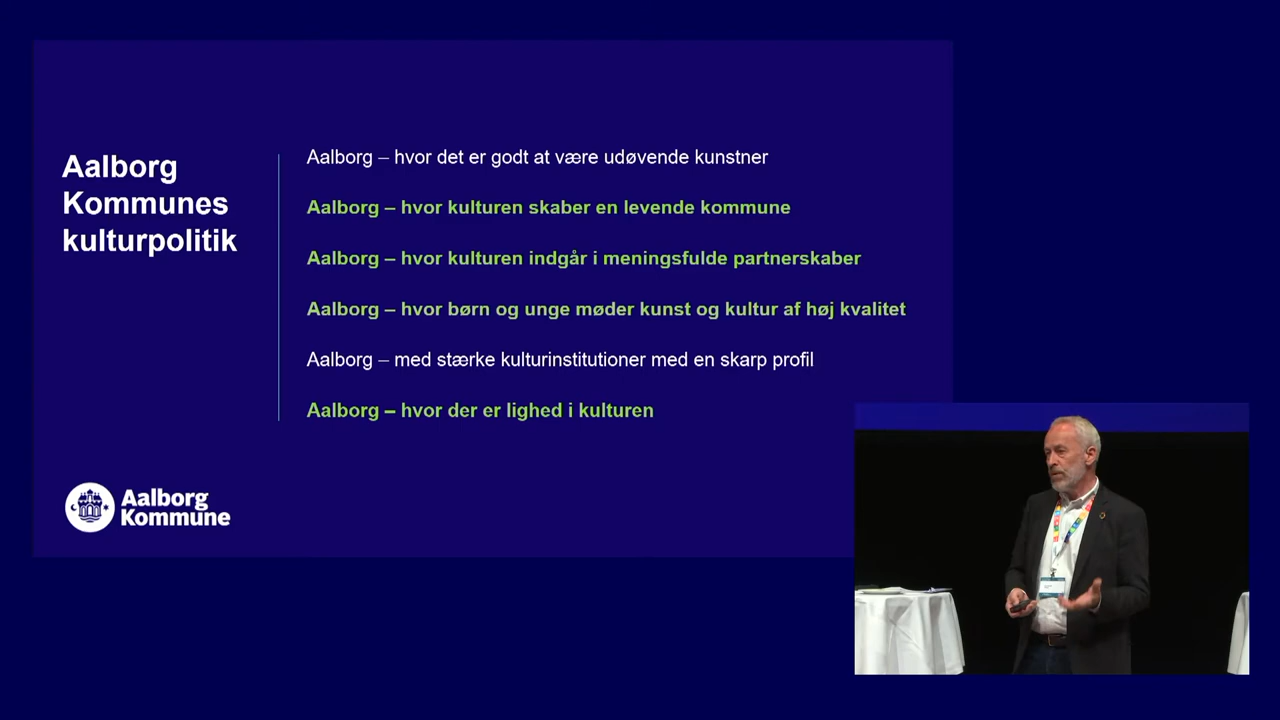 Aalborg
Kommunes
kulturpolitik
Aalborg – hvor det er godt at være udøvende kunstner
Aalborg – hvor kulturen skaber en levende kommune
Aalborg – hvor kulturen indgår i meningsfulde partnerskaber
Aalborg – hvor børn og unge møder kunst og kultur af høj kvalitet
Aalborg – med stærke kulturinstitutioner med en skarp profil
Aalborg – hvor der er lighed i kulturen
Aalborg
Kommune